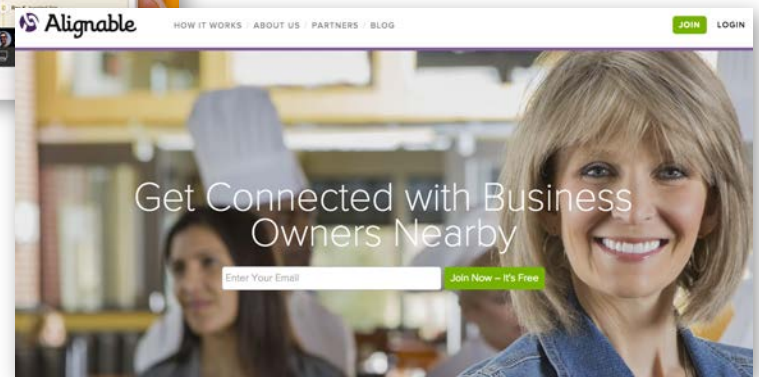 Alignable
HOW IT WORKS / ABOUT US / PARTNERS / BLOG
JOIN
LOGIN
Get Connected with Business
Owners Nearby
Enter Your Email
Join Now – It's Free